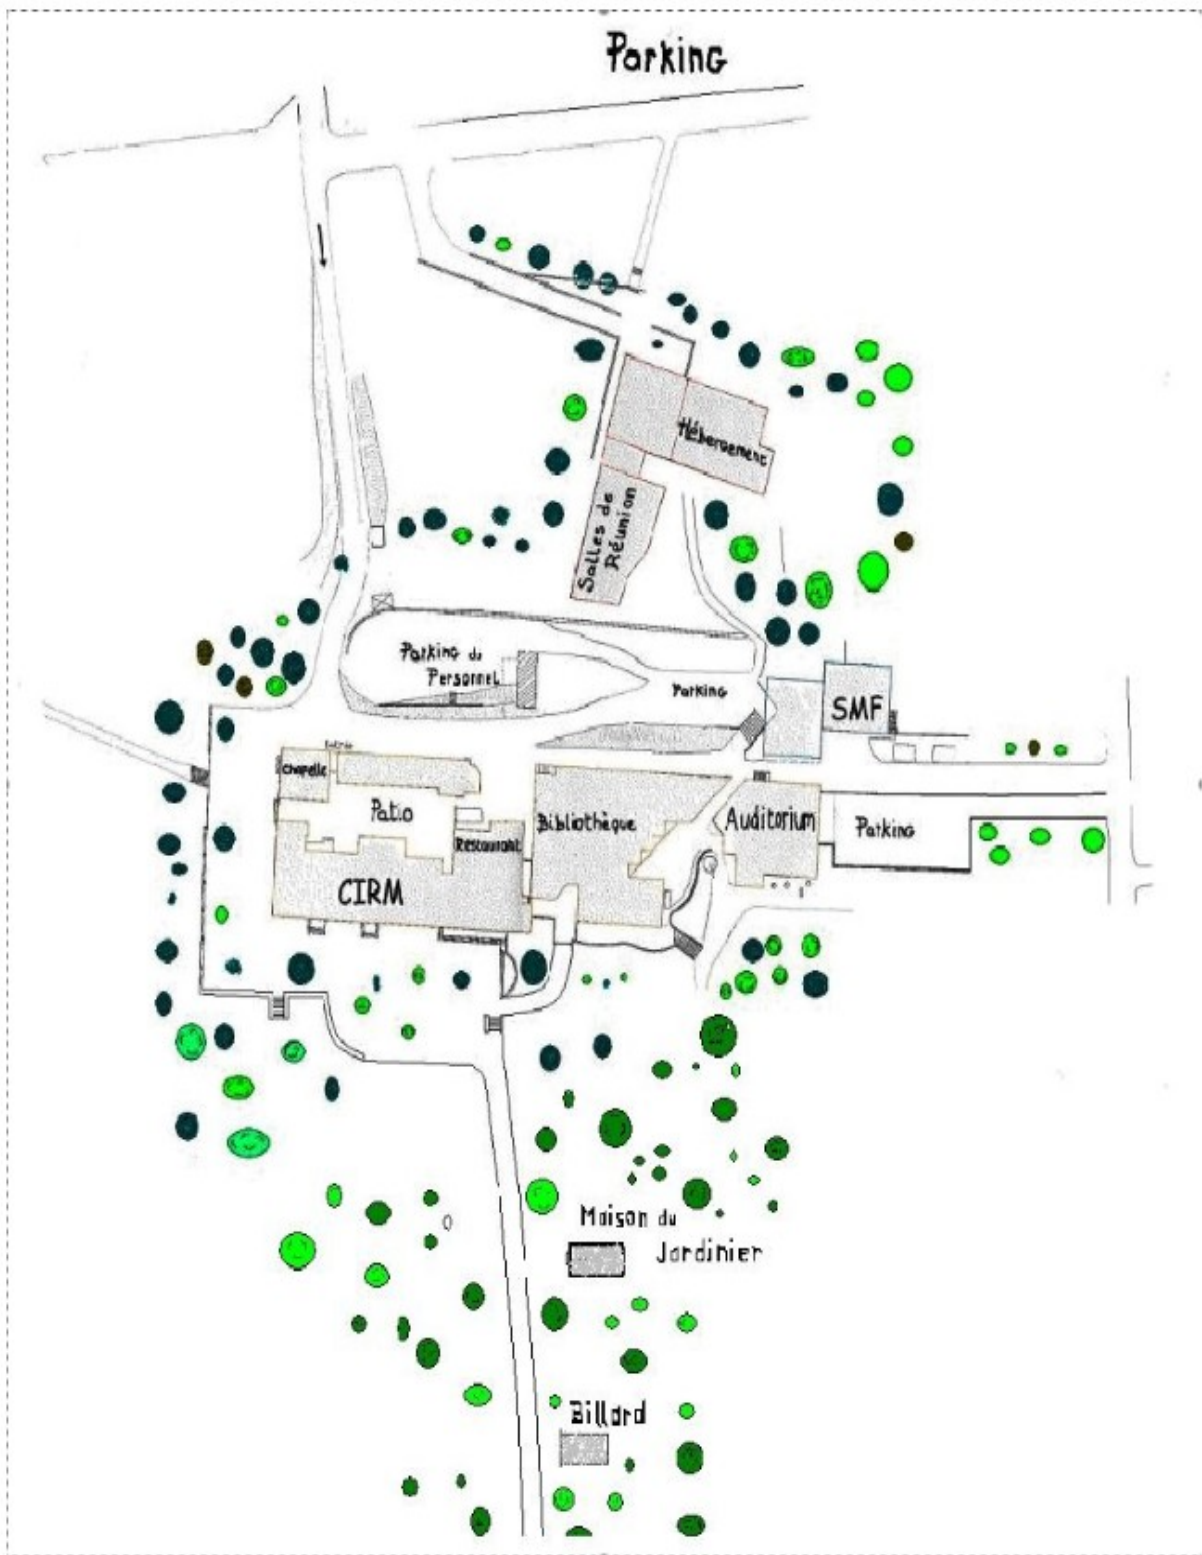 Parking
Hébergement
Salles de
Réunion
Parking du
Personnel
Parking
SMF
Entrée
Chapelle
Patio
Restaurant
Bibliothèque
Auditorium
Parking
CIRM
Maison du
Jardinier
Billard